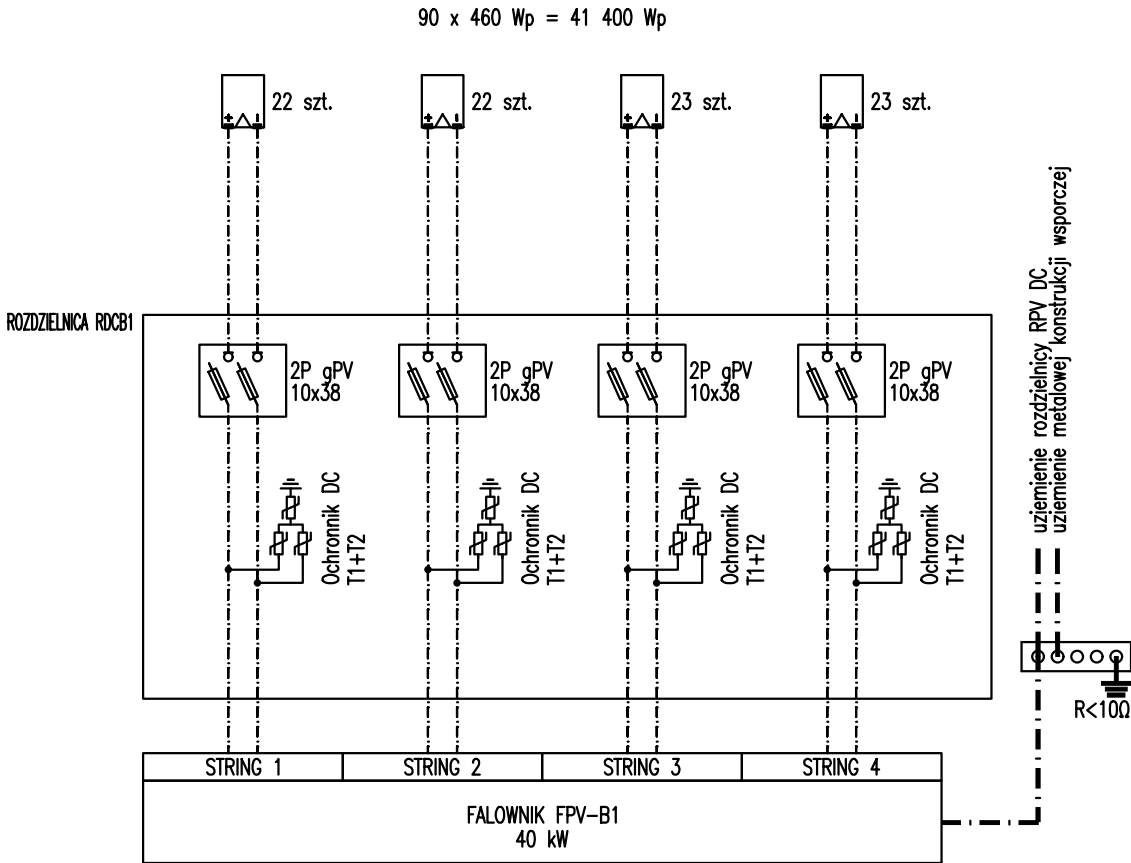 90 x 460 Wp = 41 400 Wp
22 szt.
22 szt.
23 szt.
23 szt.
uziemienie rozdzielnicy RPV DC
uziemienie metalowej konstrukcji wsporczej
ROZDZIELNICA RDCB1
2P gPV
10x38
2P gPV
10x38
2P gPV
10x38
2P gPV
10x38
Ochronnik DC
T1+T2
Ochronnik DC
T1+T2
Ochronnik DC
T1+T2
Ochronnik DC
T1+T2
R<10Ω
STRING 1
STRING 2
STRING 3
STRING 4
FALOWNIK FPV-B1
40 kW